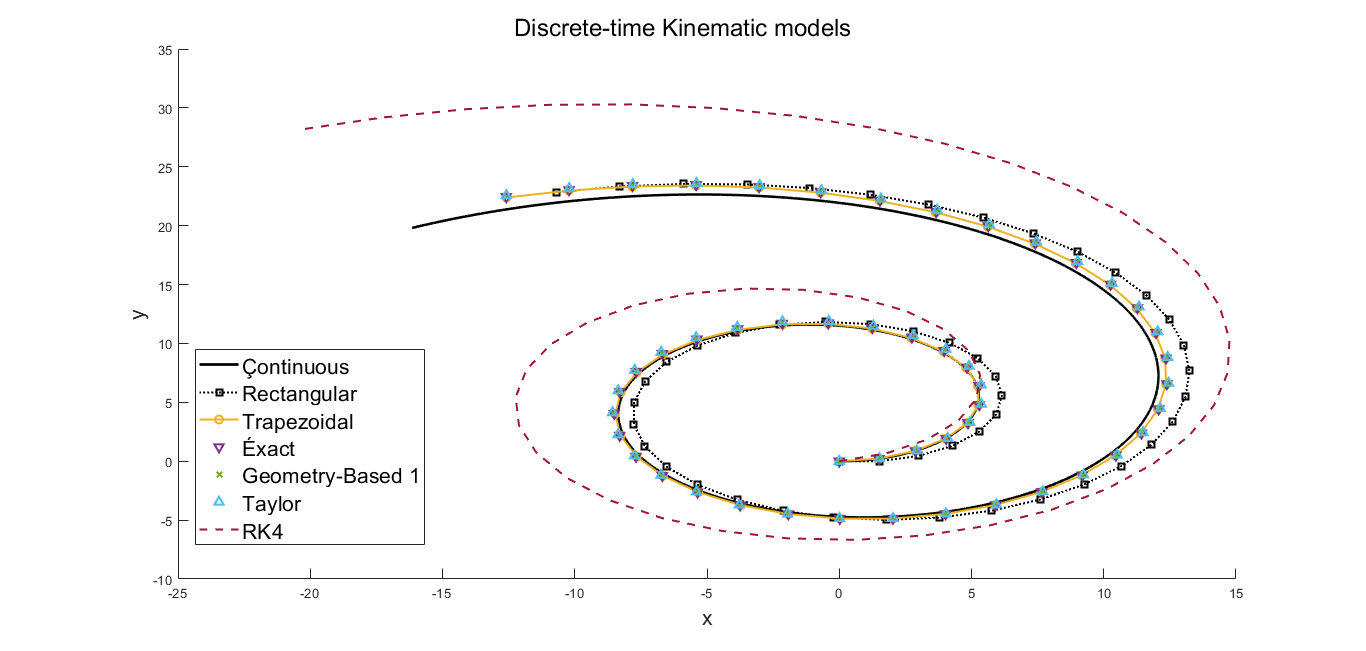 Discrete-time Kinematic models
35
30
25
20
15
10
5
0
-5
-10
y
Çontinuous
Rectangular
Trapezoidal
Éxact
Geometry-Based 1
Taylor
RK4
-25
-20
-15
-10
-5
0
5
10
15
x